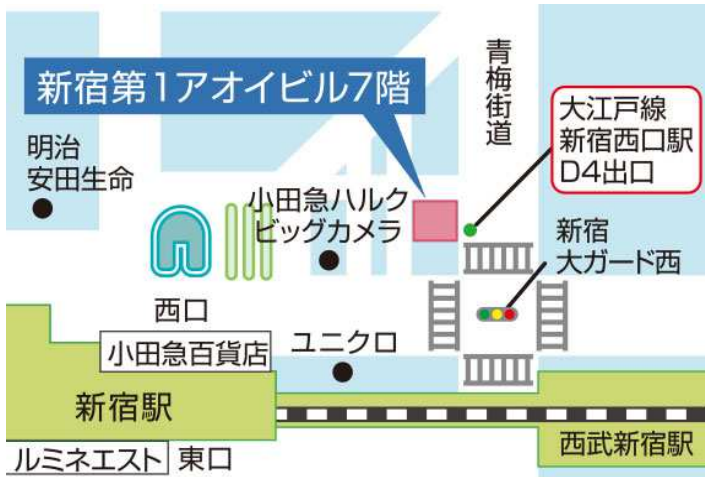 新宿第1アオイビル7階
青梅街道
大江戸線
新宿西口駅
D4出口
明治
安田生命
小田急ハルク
ビッグカメラ
新宿
大ガード西
西口
小田急百貨店
ユニクロ
新宿駅
西武新宿駅
ルミネエスト
東口